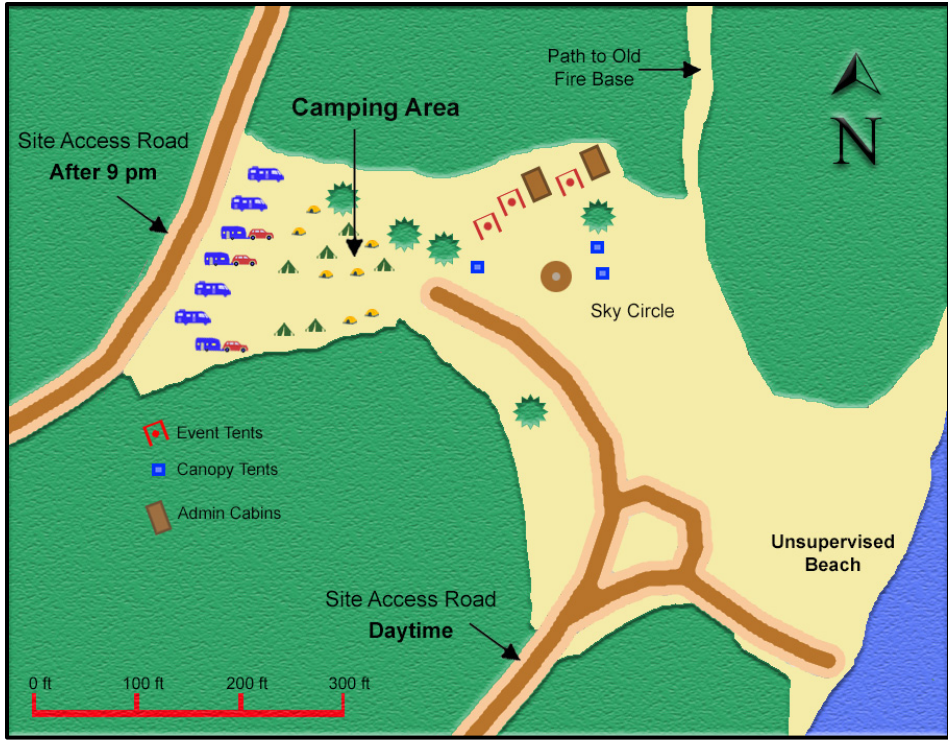 Path to Old
Fire Base
N
Camping Area
Site Access Road
After 9 pm
Sky Circle
Event Tents
Canopy Tents
Admin Cabins
Unsupervised
Beach
Site Access Road
Daytime
0 ft 100 ft 200 ft 300 ft